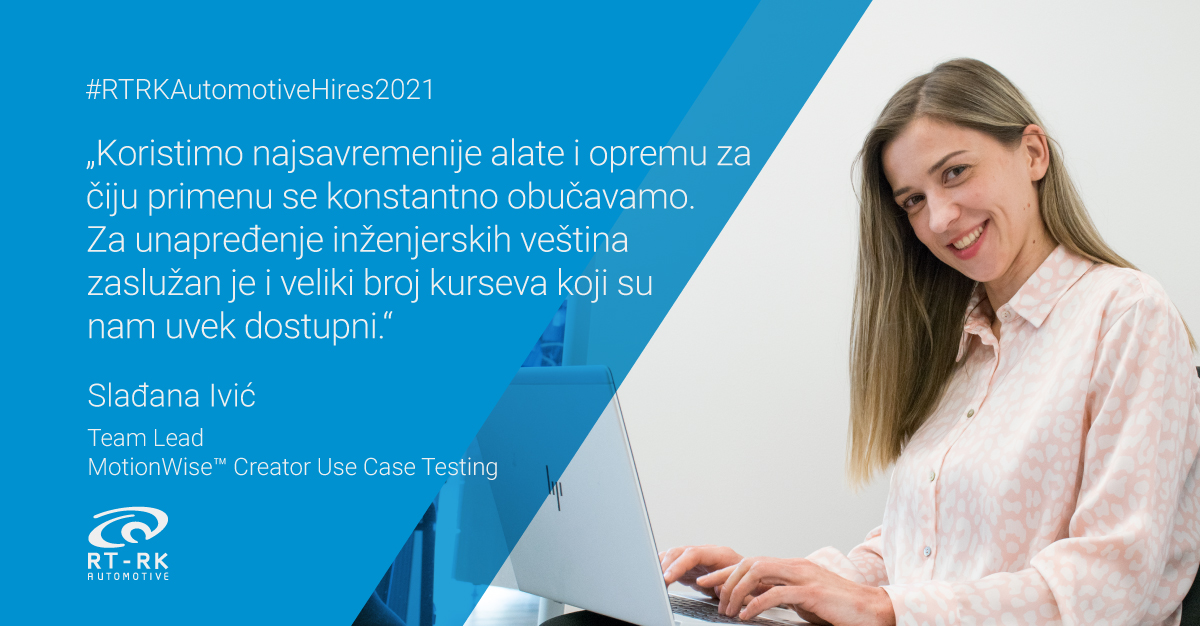 #RTRKAutomotiveHires2021
„Koristimo najsavremenije alate i opremu za
čiju primenu se konstantno obučavamo.
Za unapređenje inženjerskih veština
zaslužan je i veliki broj kurseva koji su
nam uvek dostupni.“
Slađana Ivić
Team Lead
MotionWise™ Creator Use Case Testing
hp
RT-RK
AUTOMOTIVE